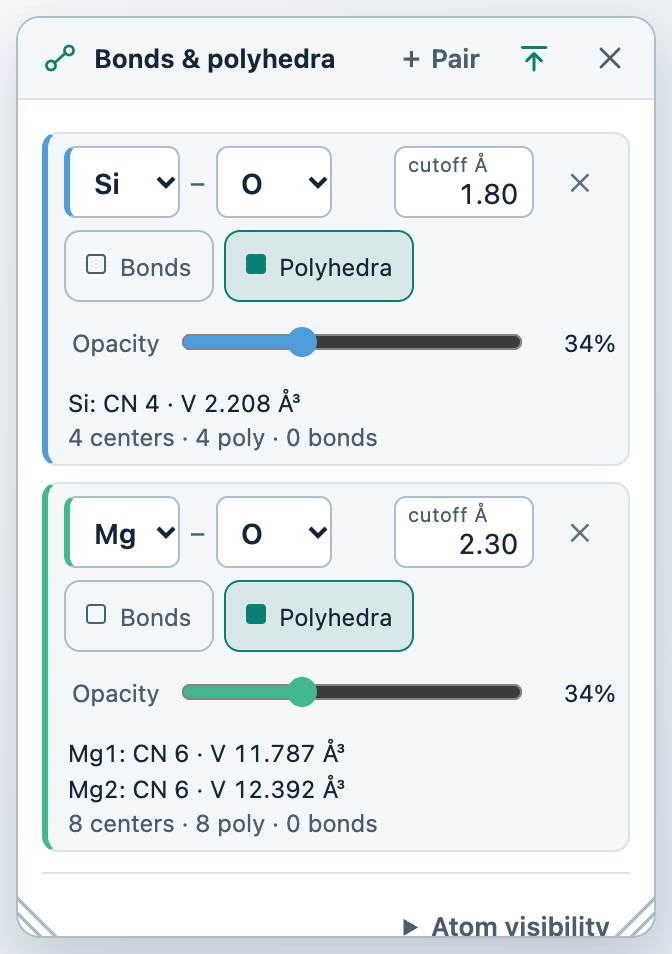 Bonds & polyhedra + Pair
Si – O cutoff Å 1.80
Bonds Polyhedra
Opacity 34%
Si: CN 4 · V 2.208 Å³
4 centers · 4 poly · 0 bonds
Mg – O cutoff Å 2.30
Bonds Polyhedra
Opacity 34%
Mg1: CN 6 · V 11.787 Å³
Mg2: CN 6 · V 12.392 Å³
8 centers · 8 poly · 0 bonds
Atom visibility